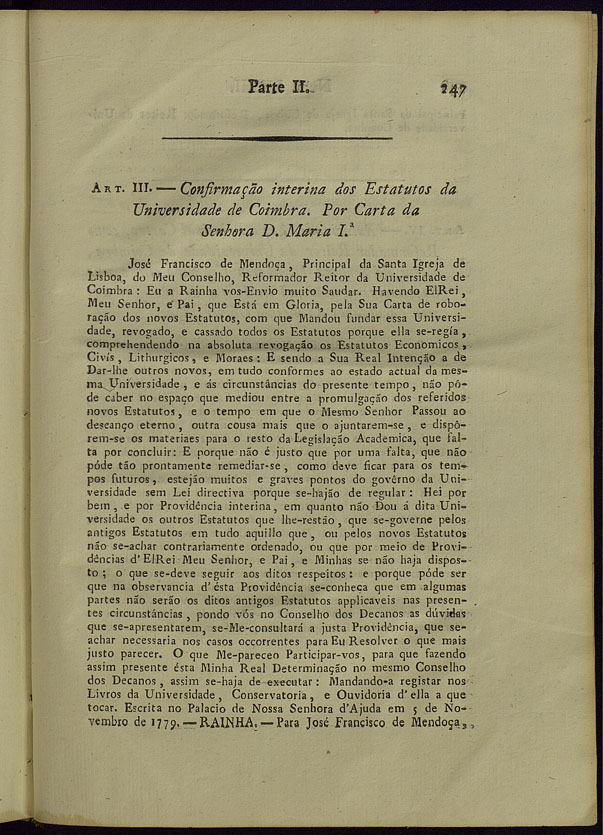 Parte II.
247
ART. III. — Confirmação interina dos Estatutos da
Universidade de Coimbra. Por Carta da
Senhora D. Maria I.ª
José Francisco de Mendoça, Principal da Santa Igreja de
Lisboa, do Meu Conselho, Reformador Reitor da Universidade de
Coimbra: Eu a Rainha vos-Envio muito Saudar. Havendo ElRei,
Meu Senhor, e Pai, que Está em Gloria, pela Sua Carta de robo-
ração dos novos Estatutos, com que Mandou fundar essa Universi-
dade, revogado, e cassado todos os Estatutos porque ella se-regía,
comprehendendo na absoluta revogação os Estatutos Economicos,
Civís, Lithurgicos, e Moraes: E sendo a Sua Real Intenção a de
Dar-lhe outros novos, em tudo conformes ao estado actual da mes-
ma Universidade, e ás circunstâncias do presente tempo, não pô-
de caber no espaço que mediou entre a promulgação dos referidos
novos Estatutos, e o tempo em que o Mesmo Senhor Passou ao
descanço eterno, outra cousa mais que o ajuntarem-se, e dispô-
rem-se os materiaes para o resto da Legislação Academica, que fal-
ta por concluir: E porque não é justo que por uma falta, que não
póde tão prontamente remediar-se, como deve ficar para os tem-
pos futuros, estejão muitos e graves pontos do govêrno da Uni-
versidade sem Lei directiva porque se-hajão de regular: Hei por
bem, e por Providência interina, em quanto não Dou á dita Uni-
versidade os outros Estatutos que lhe-restão, que se-governe pelos
antigos Estatutos em tudo aquillo que, ou pelos novos Estatutos
não se-achar contrariamente ordenado, ou que por meio de Provi-
dências d'ElRei Meu Senhor, e Pai, e Minhas se não haja dispos-
to; o que se-deve seguir aos ditos respeitos: e porque póde ser
que na observancia d'ésta Providência se-conheça que em algumas
partes não serão os ditos antigos Estatutos applicaveis nas presen-
tes circunstâncias, pondo vós no Conselho dos Decanos as dúvidas
que se-apresentarem, se-Me-consultará a justa Providência, que se-
achar necessaria nos casos occorrentes para Eu Resolver o que mais
justo parecer. O que Me-pareceo Participar-vos, para que fazendo
assim presente ésta Minha Real Determinação no mesmo Conselho
dos Decanos, assim se-haja de executar: Mandando-a registar nos
Livros da Universidade, Conservatoria, e Ouvidoria d'ella a que
tocar. Escrita no Palacio de Nossa Senhora d'Ajuda em 5 de No-
vembro de 1779. — RAINHA. — Para José Francisco de Mendoça,